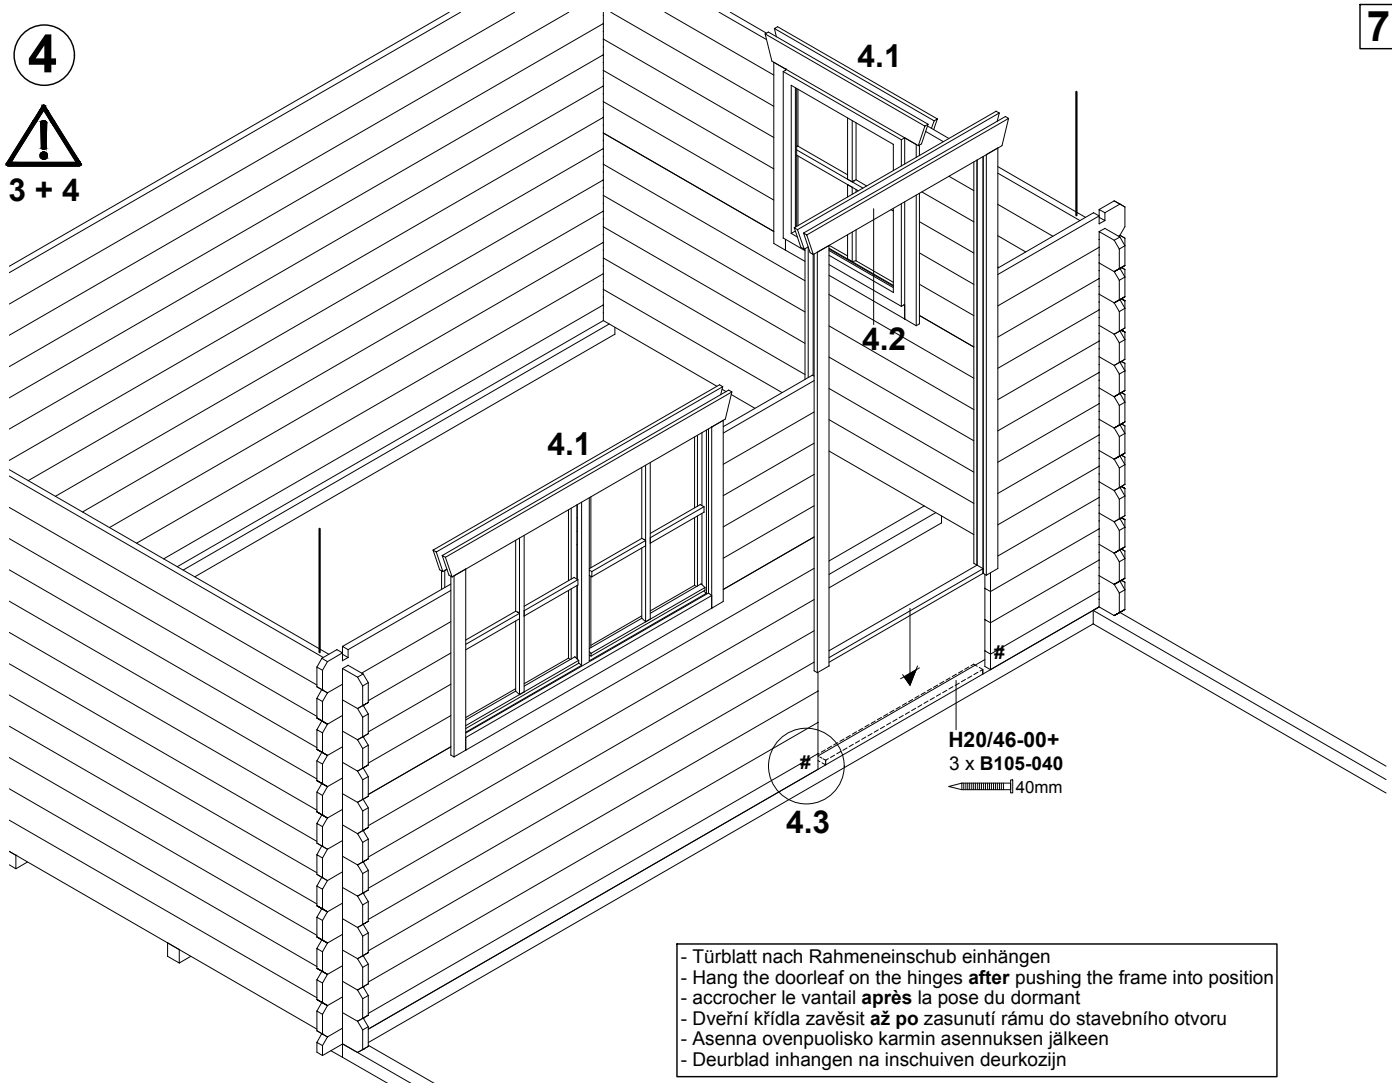 4
7
3 + 4
4.1
4.2
4.1
#
H20/46-00+
3 x B105-040
40mm
#
4.3
- Türblatt nach Rahmeneinschub einhängen
- Hang the doorleaf on the hinges after pushing the frame into position
- accrocher le vantail après la pose du dormant
- Dveřní křídla zavěsit až po zasunutí rámu do stavebního otvoru
- Asenna ovenpuolisko karmin asennuksen jälkeen
- Deurblad inhangen na inschuiven deurkozijn